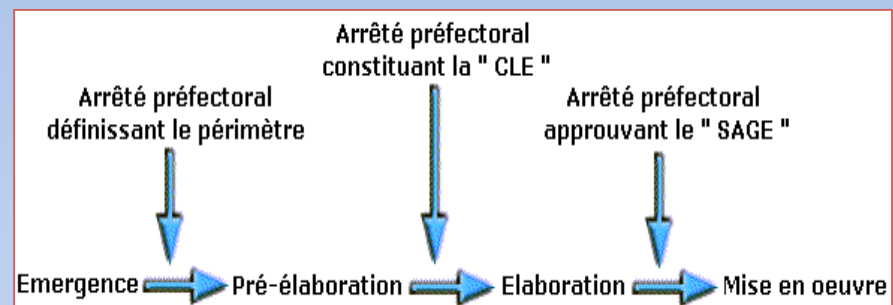 Arrêté préfectoral
constituant la " CLE "
Arrêté préfectoral
définissant le périmètre
Arrêté préfectoral
approuvant le " SAGE "
Emergence Pré-élaboration Elaboration Mise en oeuvre